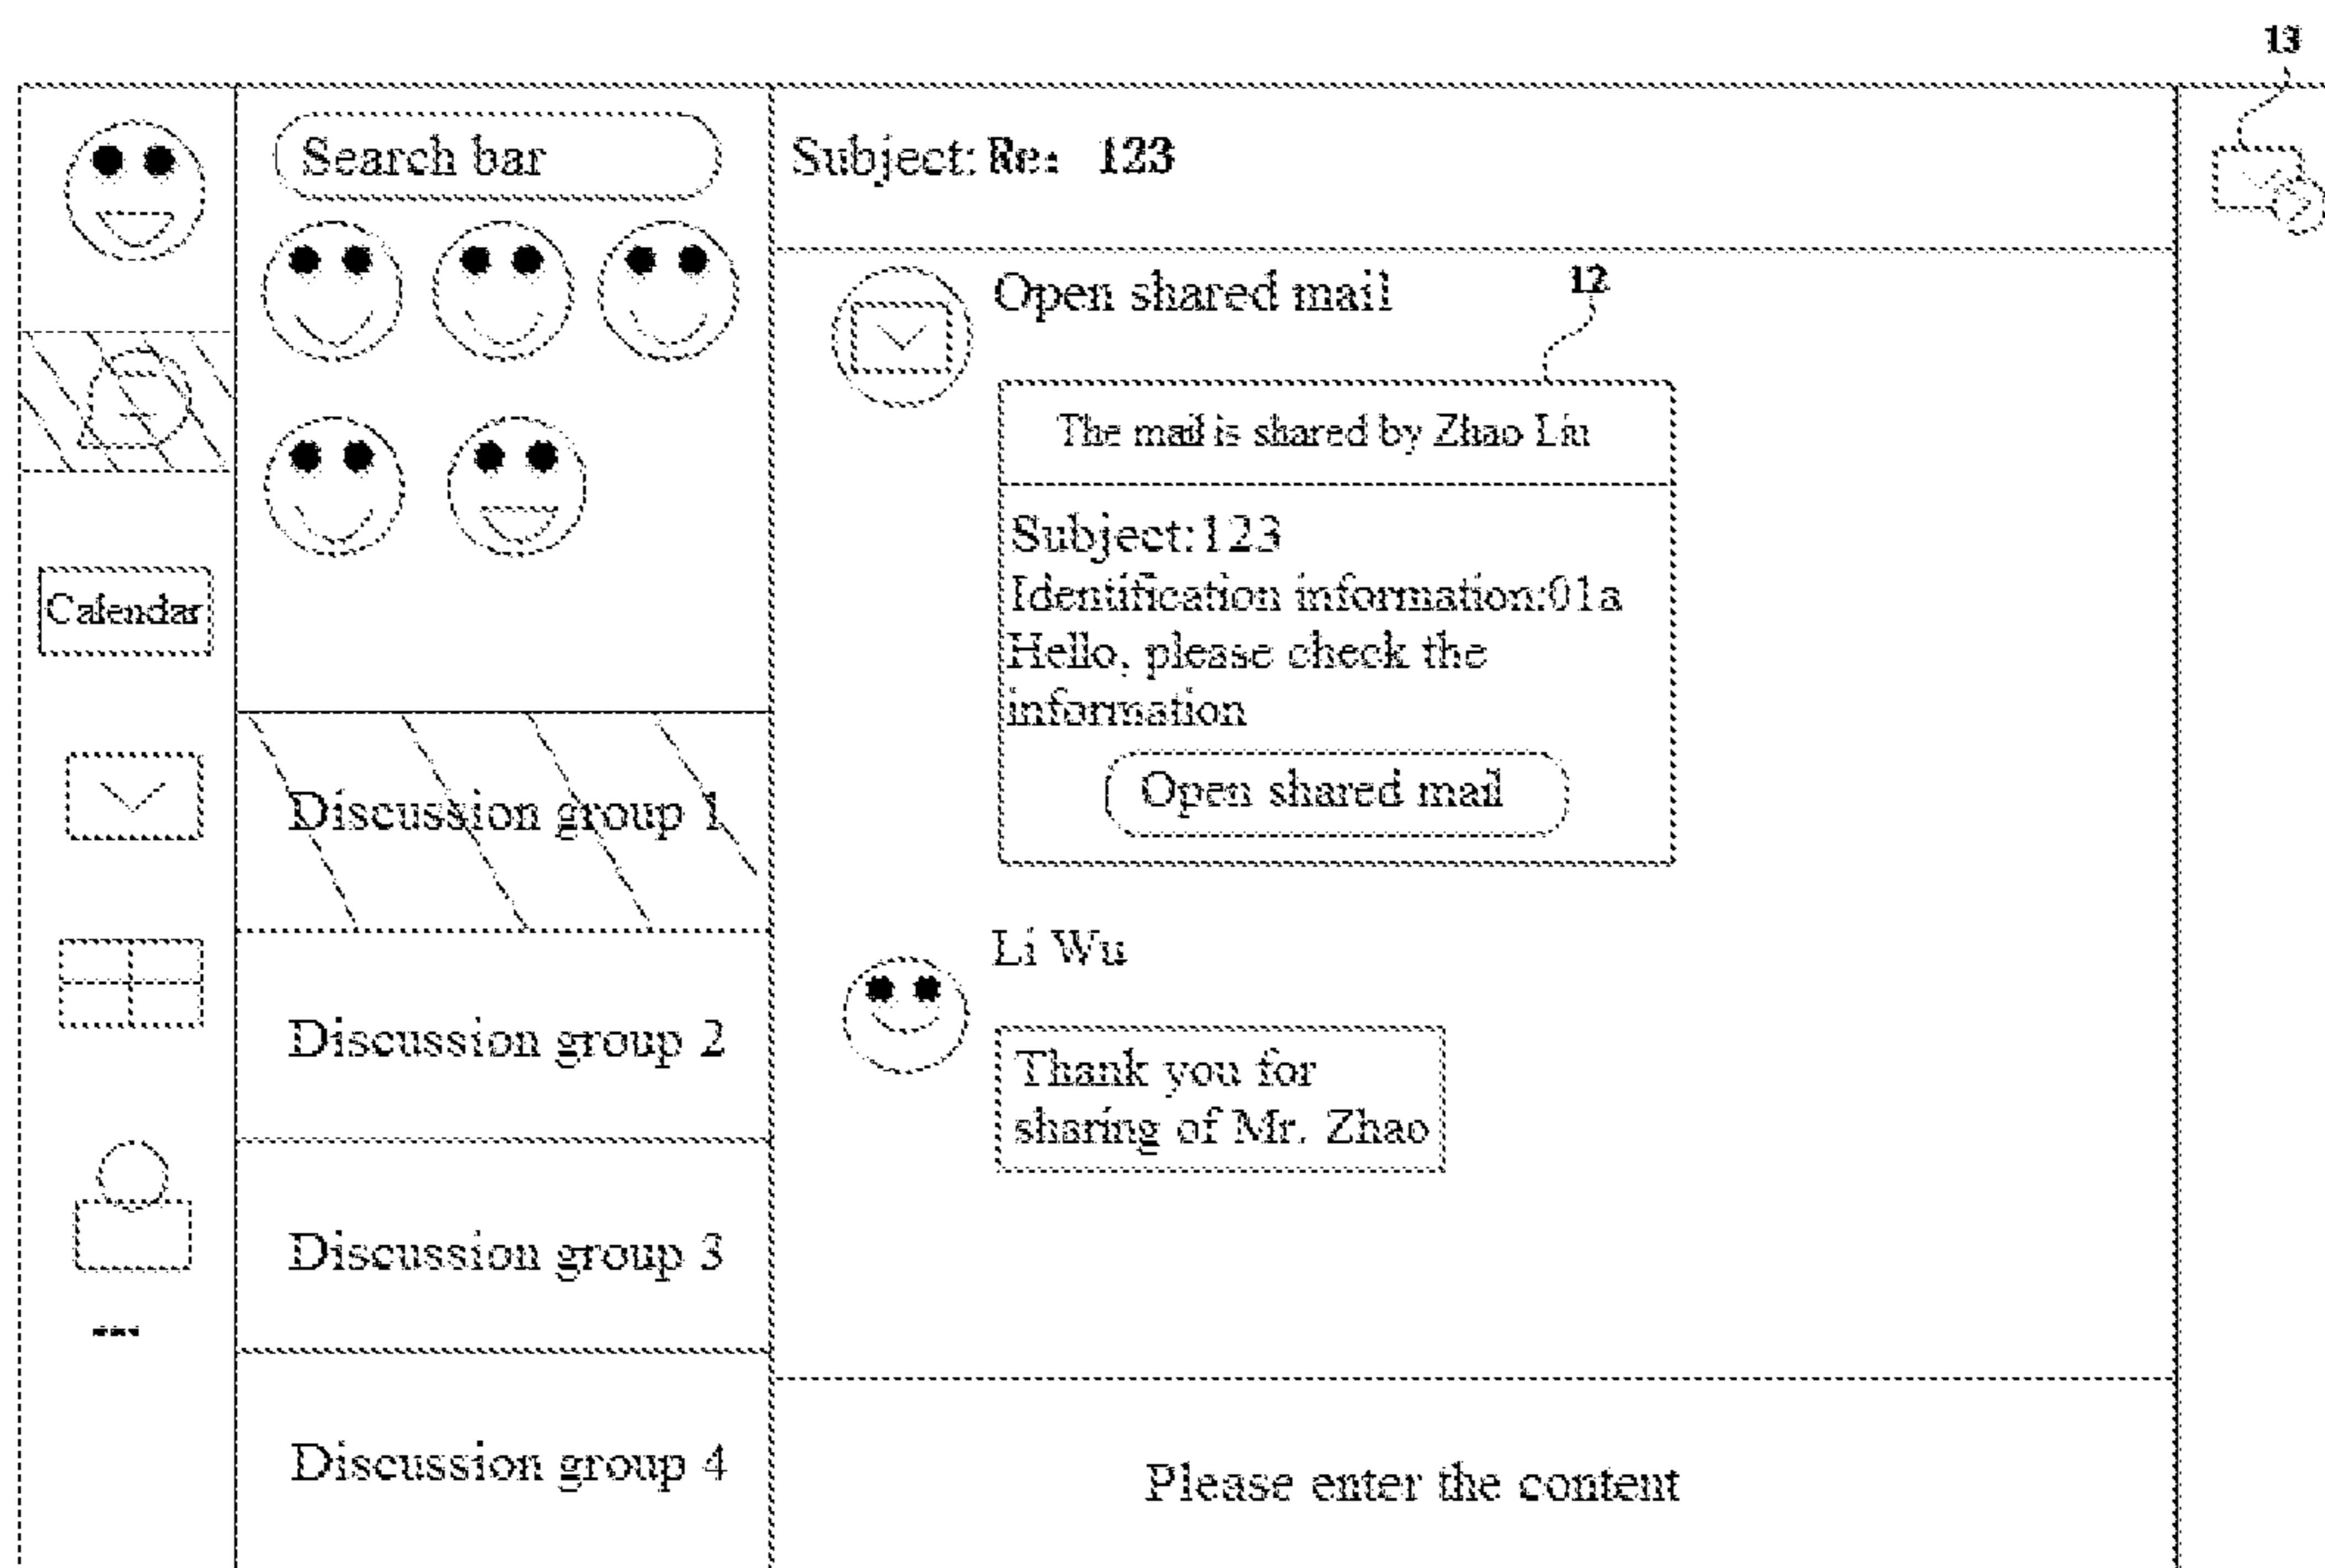 13
Search bar
Subject: Re: 123
Open shared mail
12
The mail is shared by Zhao Liu
Subject:123
Identification information:01a
Hello, please check the
information
Open shared mail
Calendar
Discussion group 1
Li Wu
Discussion group 2
Thank you for
sharing of Mr. Zhao
Discussion group 3
Discussion group 4
Please enter the content